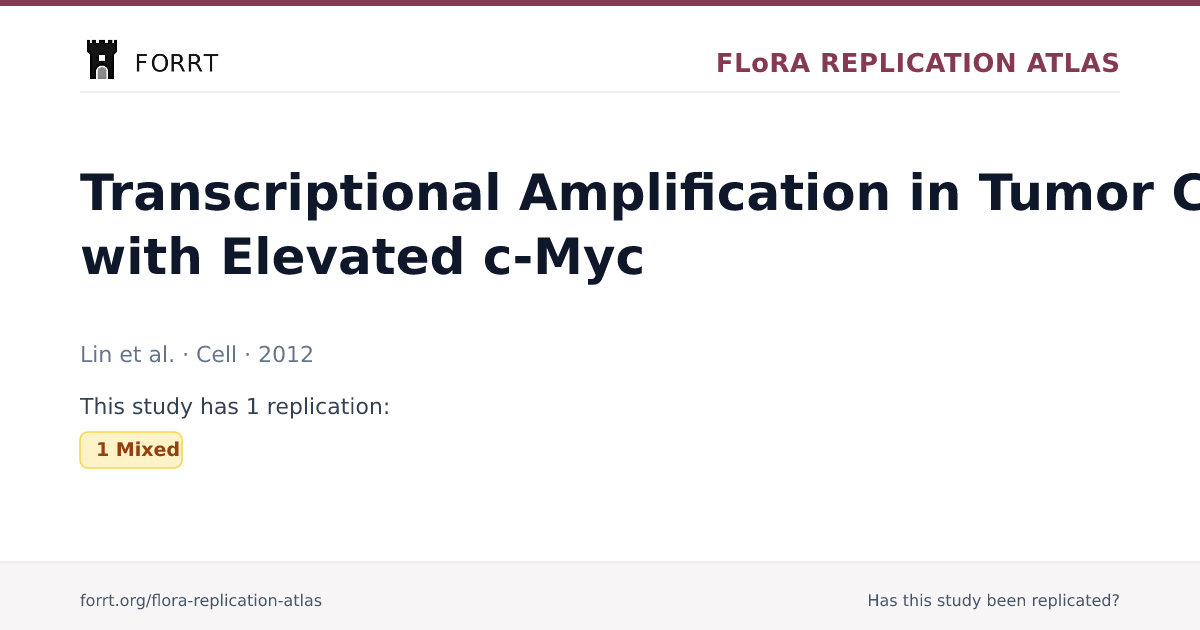 FORRT
FLoRA REPLICATION ATLAS
Transcriptional Amplification in Tumor
with Elevated c-Myc
Lin et al. · Cell · 2012
This study has 1 replication:
1 Mixed
forrt.org/flora-replication-atlas
Has this study been replicated?